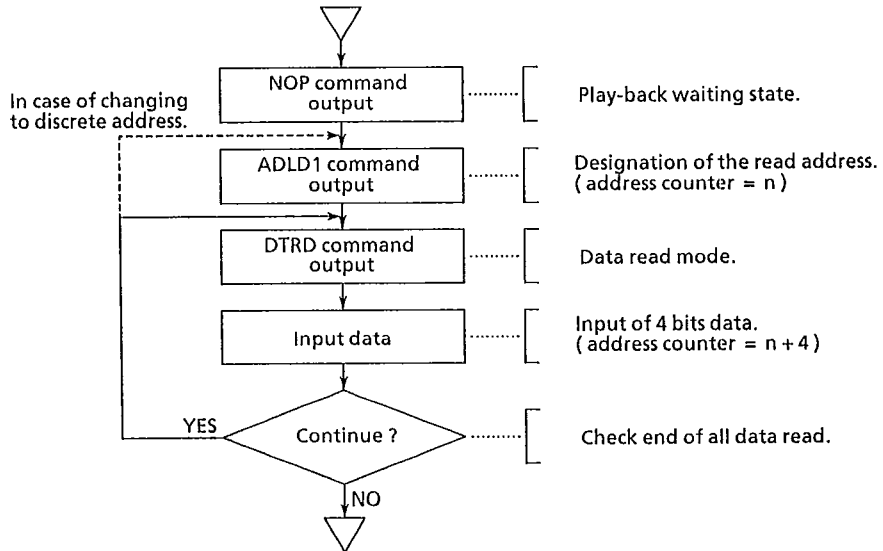 NOP command
output
Play-back waiting state.
In case of changing
to discrete address.
ADLD1 command
output
Designation of the read address.
( address counter = n )
DTRD command
output
Data read mode.
Input data
Input of 4 bits data.
( address counter = n + 4 )
YES
Continue ?
Check end of all data read.
NO